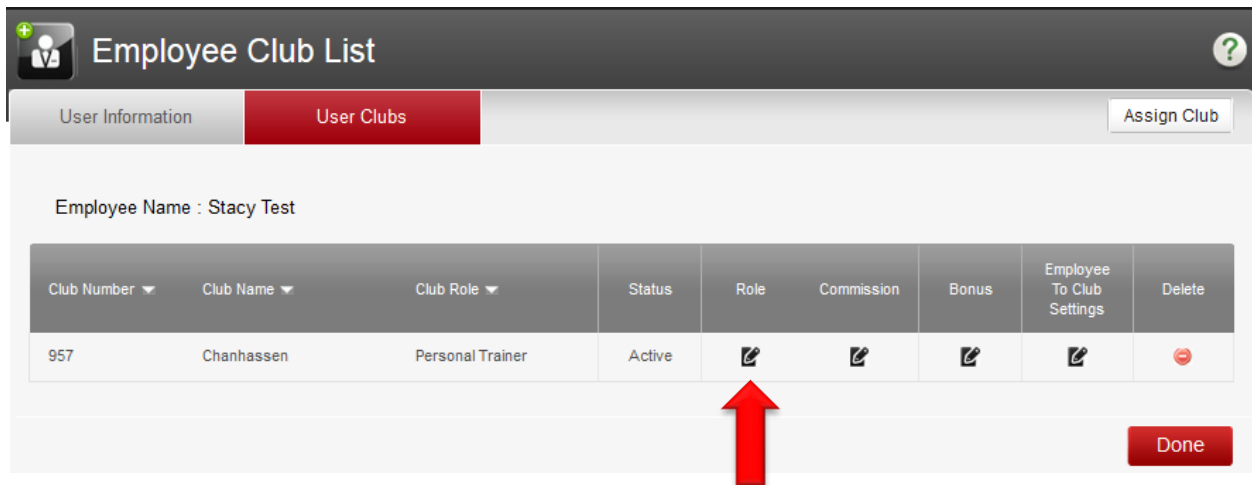 Employee Club List
?
User Information User Clubs Assign Club
Employee Name : Stacy Test
Club Number Club Name Club Role Status Role Commission Bonus Employee To Club Settings Delete
957 Chanhassen Personal Trainer Active
Done